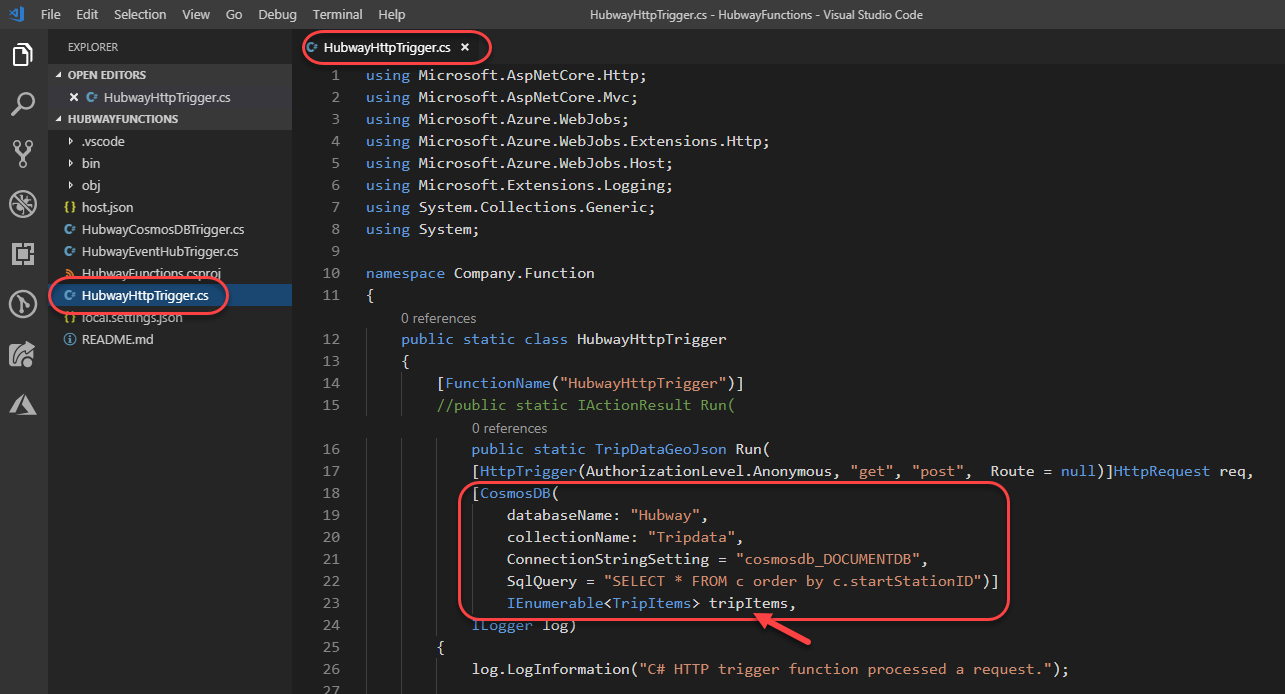 File Edit Selection View Go Debug Terminal Help
HubwayHttpTrigger.cs - HubwayFunctions - Visual Studio Code
EXPLORER
OPEN EDITORS
HubwayHttpTrigger.cs
HUBWAYFUNCTIONS
.vscode
bin
obj
{} host.json
C# HubwayCosmosDBTrigger.cs
C# HubwayEventHubTrigger.cs
HubwayFunctions.csproj
C# HubwayHttpTrigger.cs
{} local.settings.json
README.md
C# HubwayHttpTrigger.cs
1 using Microsoft.AspNetCore.Http;
2 using Microsoft.AspNetCore.Mvc;
3 using Microsoft.Azure.WebJobs;
4 using Microsoft.Azure.WebJobs.Extensions.Http;
5 using Microsoft.Azure.WebJobs.Host;
6 using Microsoft.Extensions.Logging;
7 using System.Collections.Generic;
8 using System;
9
10 namespace Company.Function
11 {
0 references
12 public static class HubwayHttpTrigger
13 {
14 [FunctionName("HubwayHttpTrigger")]
15 //public static IActionResult Run(
0 references
16 public static TripDataGeoJson Run(
17 [HttpTrigger(AuthorizationLevel.Anonymous, "get", "post",  Route = null)]HttpRequest req,
18 [CosmosDB(
19 databaseName: "Hubway",
20 collectionName: "Tripdata",
21 ConnectionStringSetting = "cosmosdb_DOCUMENTDB",
22 SqlQuery = "SELECT * FROM c order by c.startStationID")]
23 IEnumerable<TripItems> tripItems,
24 ILogger log)
25 {
26 log.LogInformation("C# HTTP trigger function processed a request.");
27